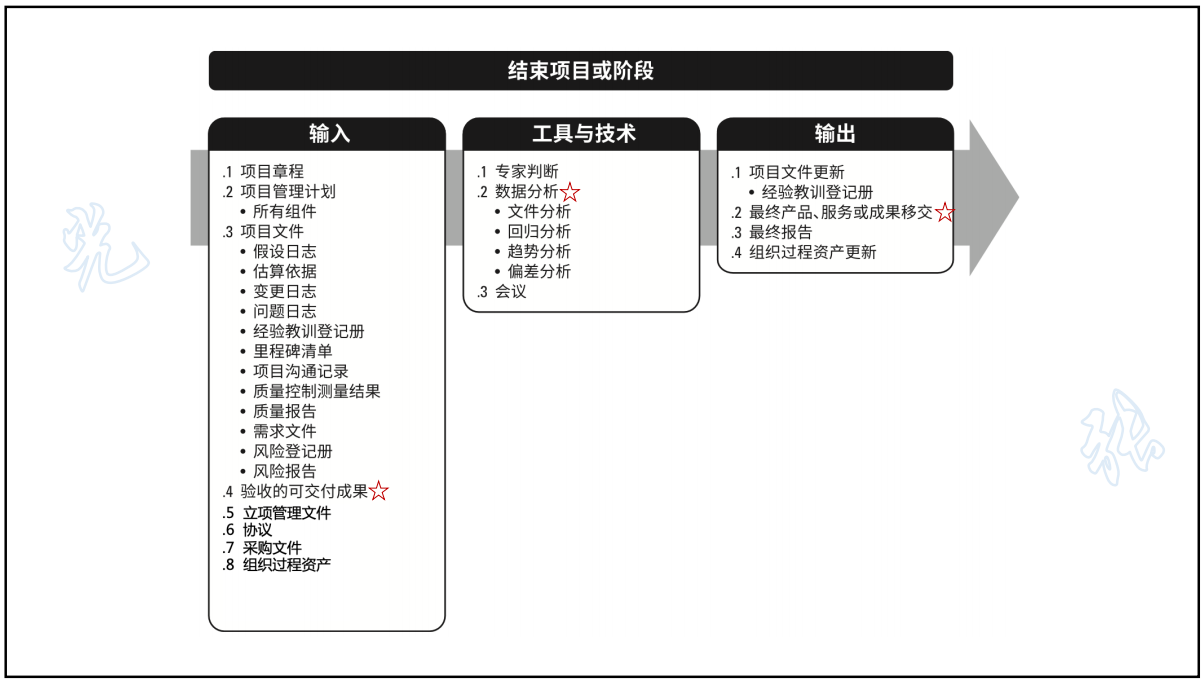 结束项目或阶段
输入
.1 项目章程
.2 项目管理计划
• 所有组件
.3 项目文件
• 假设日志
• 估算依据
• 变更日志
• 问题日志
• 经验教训登记册
• 里程碑清单
• 项目沟通记录
• 质量控制测量结果
• 质量报告
• 需求文件
• 风险登记册
• 风险报告
.4 验收的可交付成果☆
.5 立项管理文件
.6 协议
.7 采购文件
.8 组织过程资产
工具与技术
.1 专家判断
.2 数据分析☆
• 文件分析
• 回归分析
• 趋势分析
• 偏差分析
.3 会议
输出
.1 项目文件更新
• 经验教训登记册
.2 最终产品、服务或成果移交☆
.3 最终报告
.4 组织过程资产更新